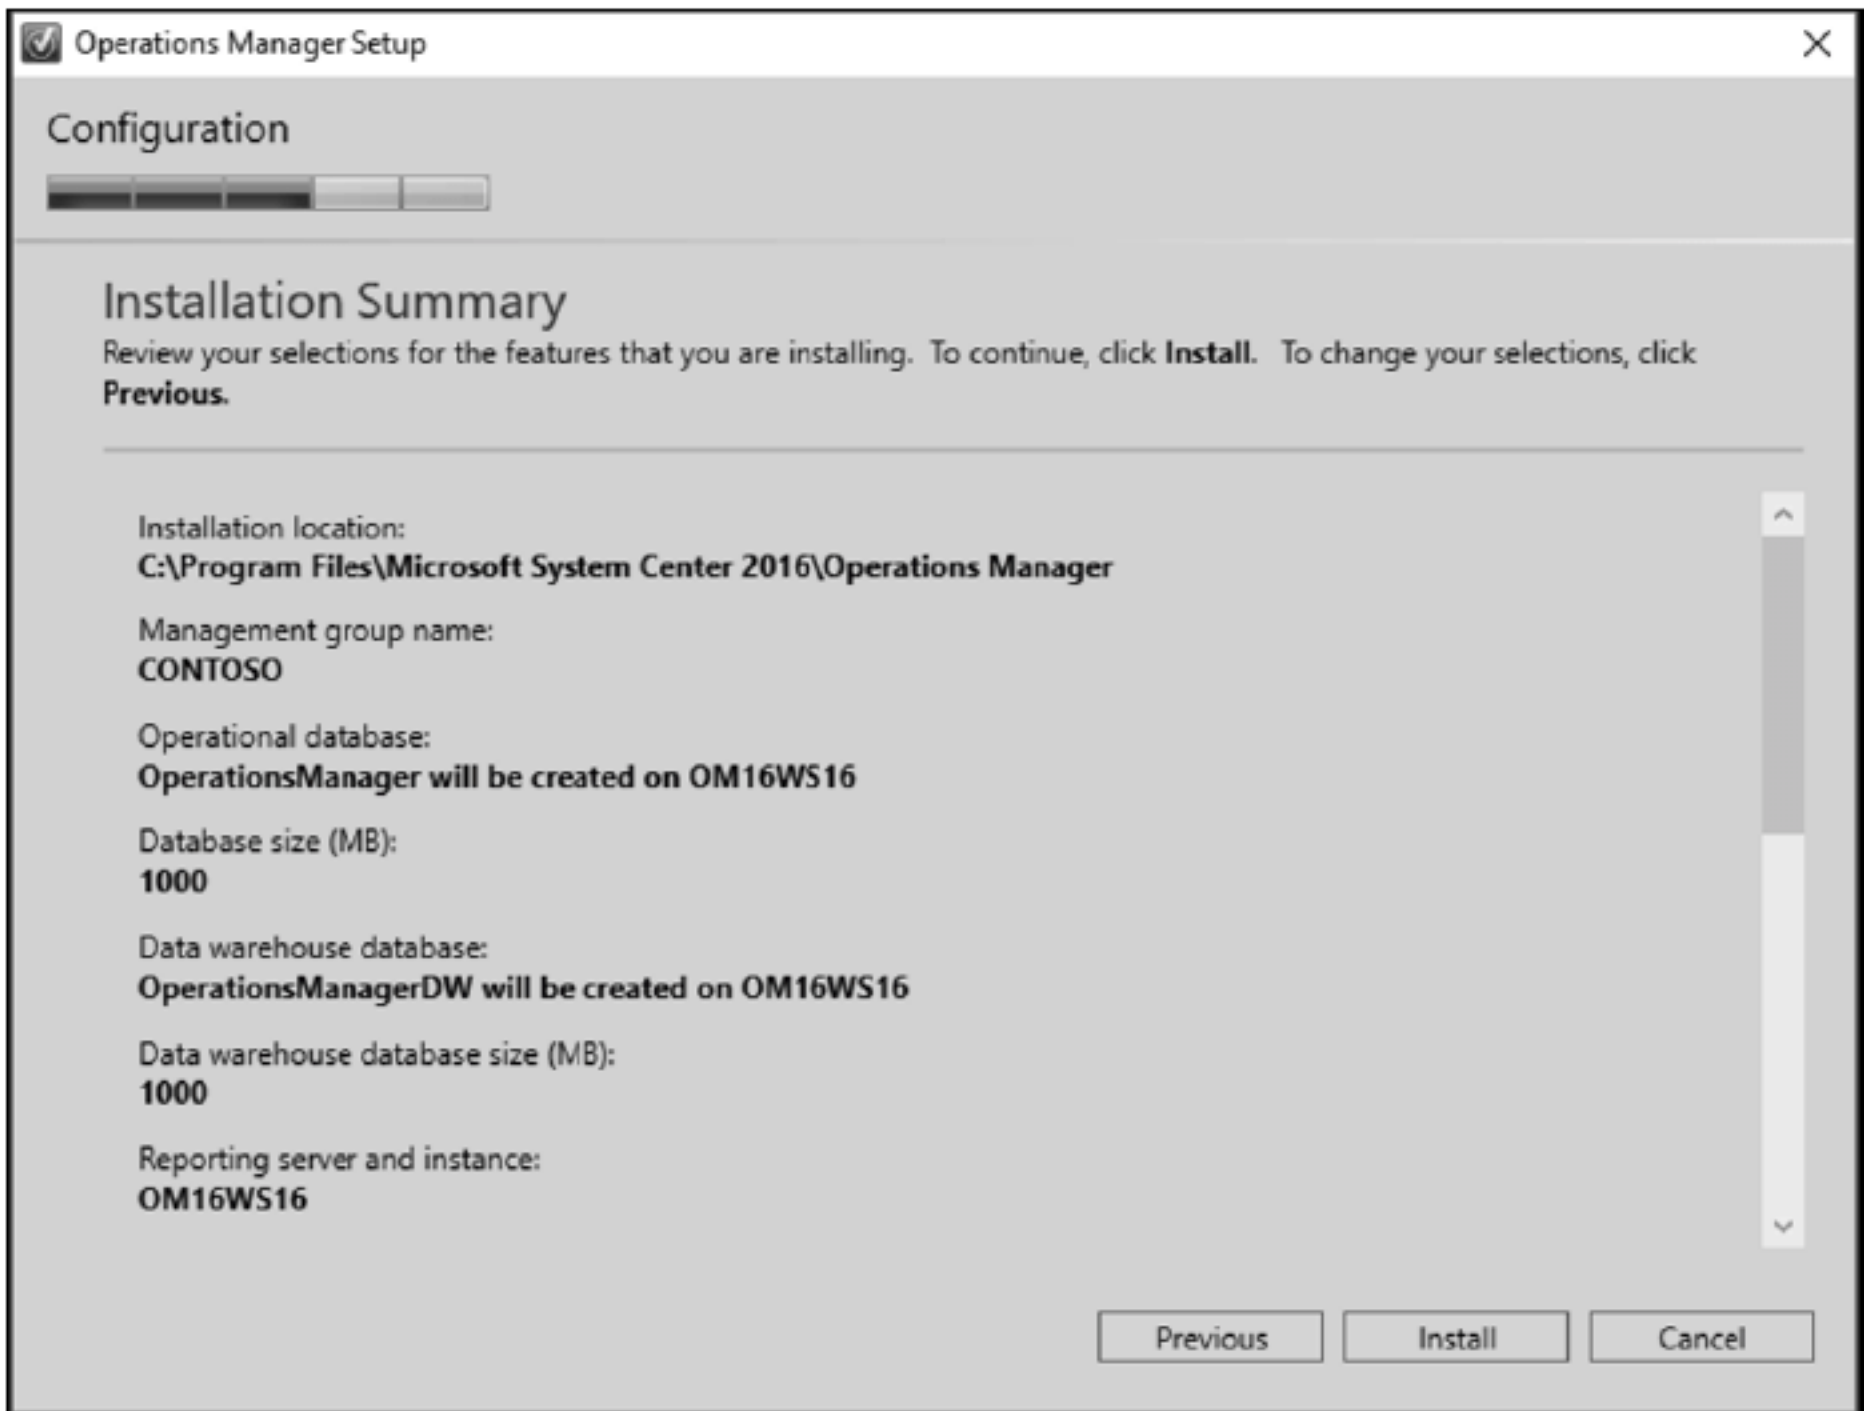 Operations Manager Setup
Configuration
Installation Summary
Review your selections for the features that you are installing. To continue, click Install. To change your selections, click
Previous.
Installation location:
C:\Program Files\Microsoft System Center 2016\Operations Manager
Management group name:
CONTOSO
Operational database:
OperationsManager will be created on OM16WS16
Database size (MB):
1000
Data warehouse database:
OperationsManagerDW will be created on OM16WS16
Data warehouse database size (MB):
1000
Reporting server and instance:
OM16WS16
Previous Install Cancel